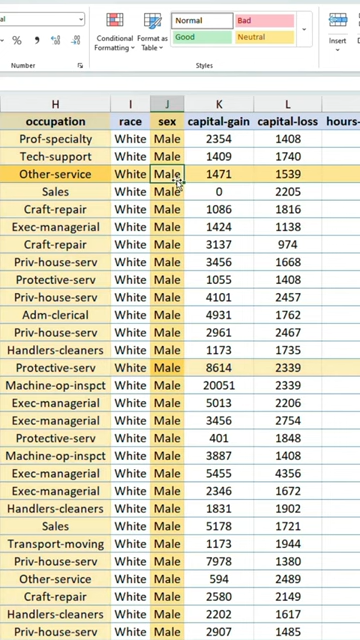 al
%
,
Number
Conditional Formatting
Format as Table
Normal
Bad
Good
Neutral
Styles
Insert
H I J K L
occupation race sex capital-gain capital-loss hours-
Prof-specialty White Male 2354 1408
Tech-support White Male 1409 1740
Other-service White Male 1471 1539
Sales White Male 0 2205
Craft-repair White Male 1086 1816
Exec-managerial White Male 1424 1138
Craft-repair White Male 3137 974
Priv-house-serv White Male 3456 1668
Protective-serv White Male 1055 1408
Priv-house-serv White Male 4101 2457
Adm-clerical White Male 4931 1762
Priv-house-serv White Male 2961 2467
Handlers-cleaners White Male 1173 1735
Protective-serv White Male 8614 2339
Machine-op-inspct White Male 20051 2339
Exec-managerial White Male 5013 2206
Exec-managerial White Male 3456 2754
Protective-serv White Male 401 1848
Machine-op-inspct White Male 3887 1408
Exec-managerial White Male 5455 4356
Exec-managerial White Male 2346 1672
Handlers-cleaners White Male 1831 1902
Sales White Male 5178 1721
Transport-moving White Male 1173 1944
Priv-house-serv White Male 7978 1380
Other-service White Male 594 2489
Craft-repair White Male 2580 2149
Handlers-cleaners White Male 2202 1617
Priv-house-serv White Male 2907 1485